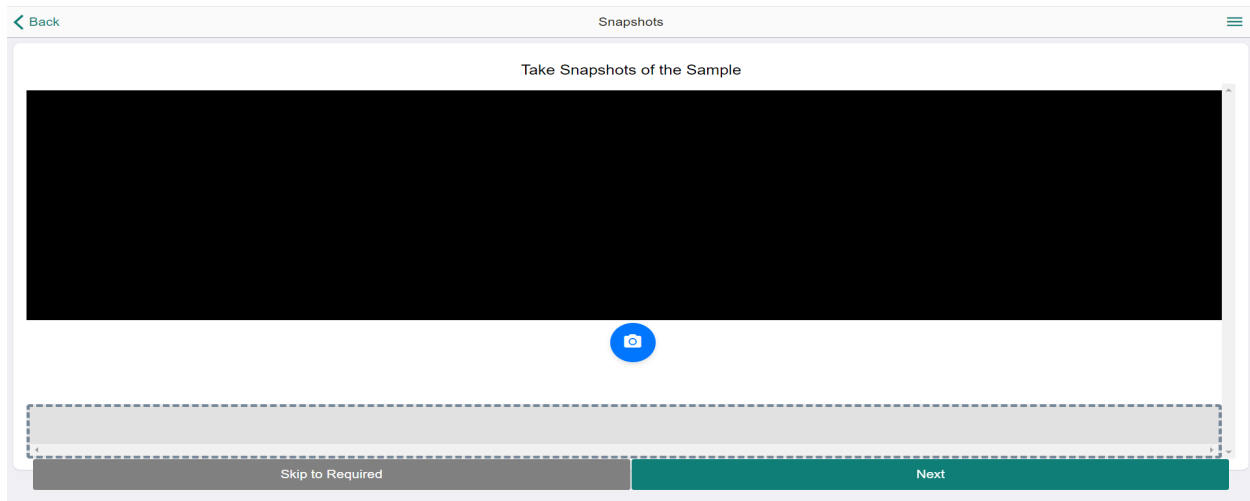 Back
Snapshots
Take Snapshots of the Sample
Skip to Required
Next